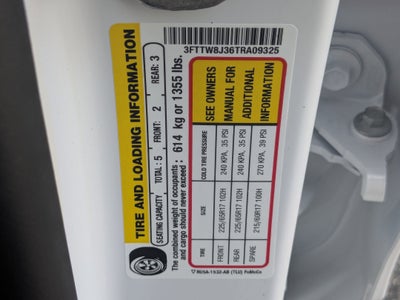 3FTTW8J36TRA09325
TIRE AND LOADING INFORMATION
SEATING CAPACITY TOTAL: 5 FRONT: 2 REAR: 3
The combined weight of occupants and cargo should never exceed: 614 kg or 1355 lbs.
TIRE SIZE COLD TIRE PRESSURE
FRONT 225/65R17 102H 240 KPA, 35 PSI
REAR 225/65R17 102H 240 KPA, 35 PSI
SPARE 215/60R17 100H 270 KPA, 39 PSI
SEE OWNERS
MANUAL FOR
ADDITIONAL
INFORMATION